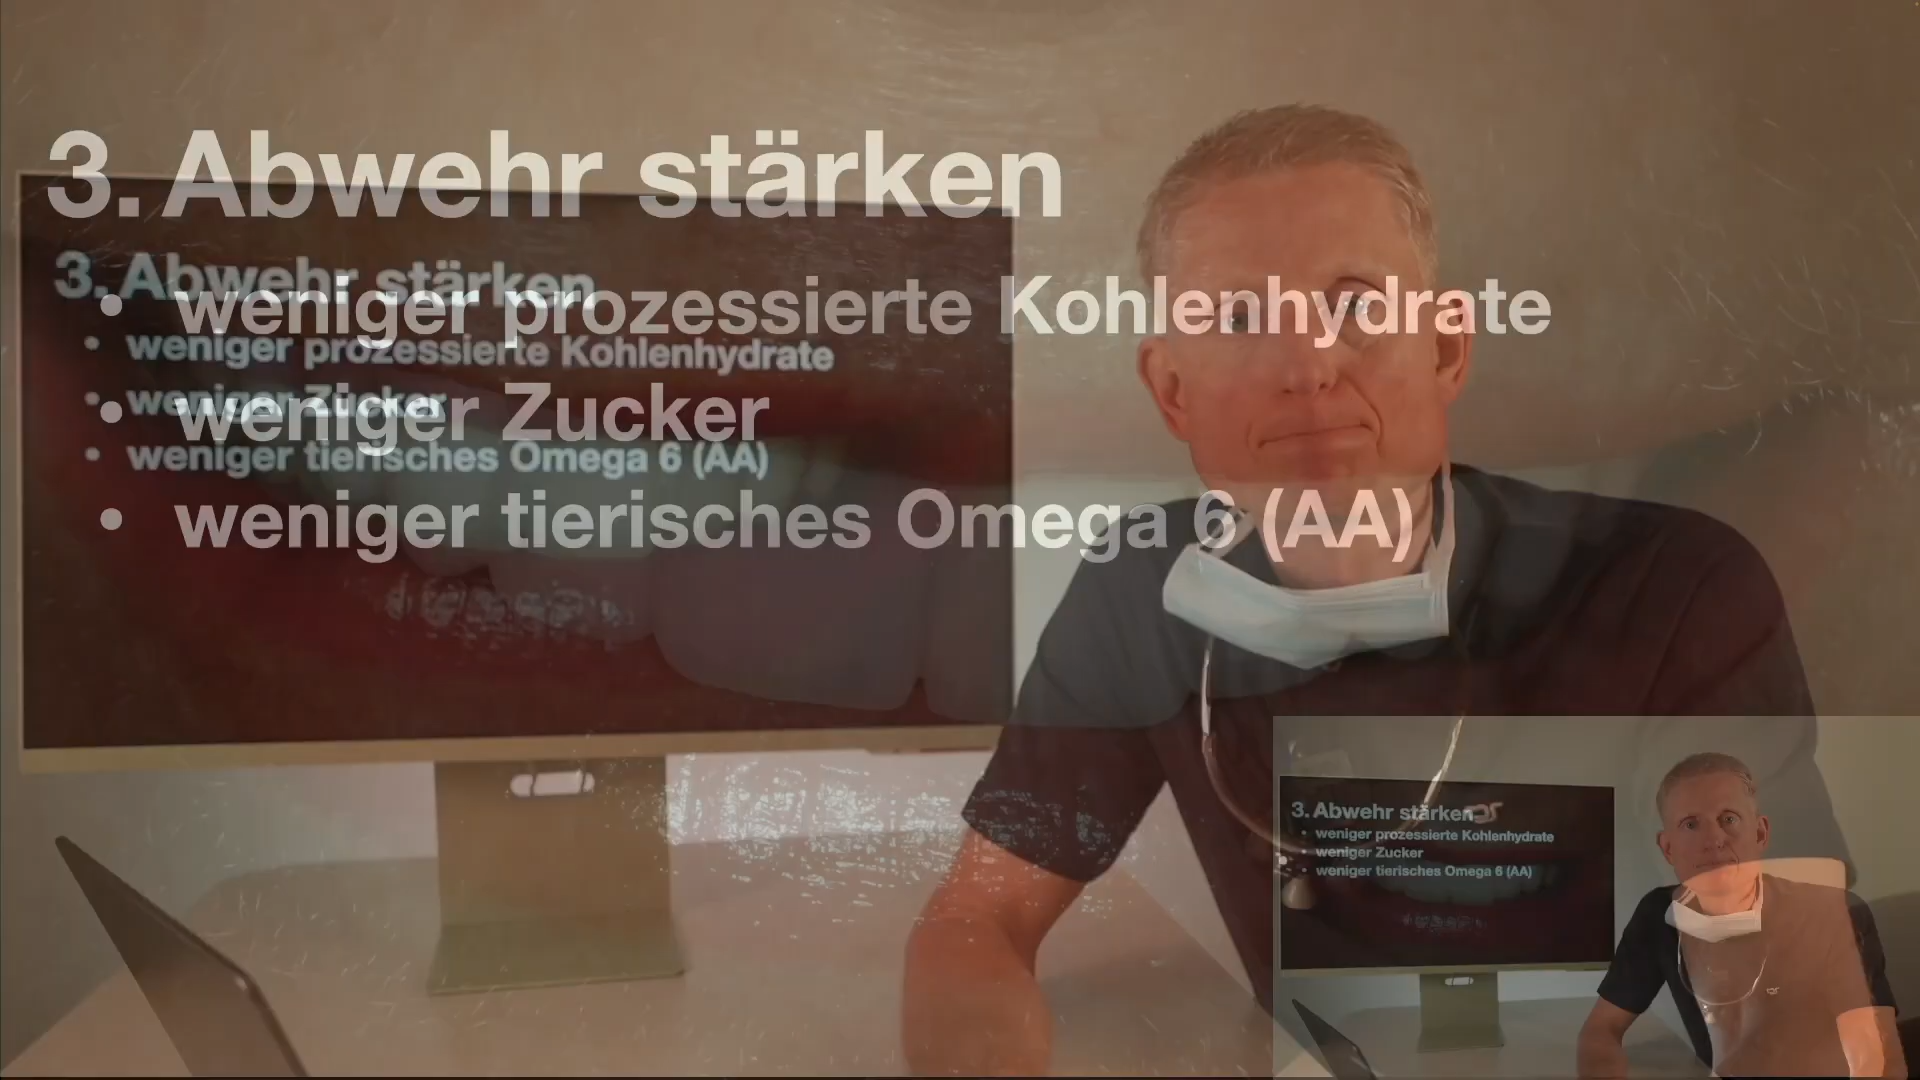 3. Abwehr stärken
• weniger prozessierte Kohlenhydrate
• weniger Zucker
• weniger tierisches Omega 6 (AA)
3. Abwehr stärken
• weniger prozessierte Kohlenhydrate
• weniger Zucker
• weniger tierisches Omega 6 (AA)
3. Abwehr stärken
• weniger prozessierte Kohlenhydrate
• weniger Zucker
• weniger tierisches Omega 6 (AA)